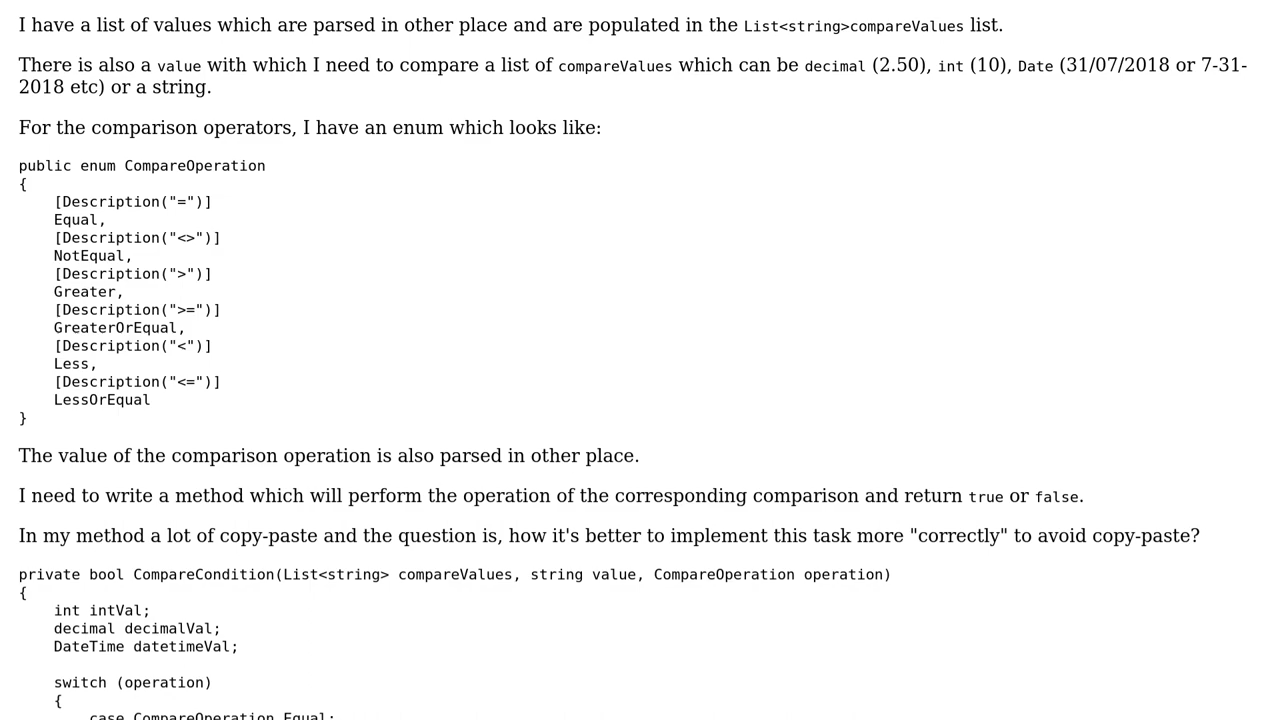 I have a list of values which are parsed in other place and are populated in the List<string>compareValues list.
There is also a value with which I need to compare a list of compareValues which can be decimal (2.50), int (10), Date (31/07/2018 or 7-31-
2018 etc) or a string.
For the comparison operators, I have an enum which looks like:
public enum CompareOperation
{
    [Description("=")]
    Equal,
    [Description("<>")]
    NotEqual,
    [Description(">")]
    Greater,
    [Description(">=")]
    GreaterOrEqual,
    [Description("<")]
    Less,
    [Description("<=")]
    LessOrEqual
}
The value of the comparison operation is also parsed in other place.
I need to write a method which will perform the operation of the corresponding comparison and return true or false.
In my method a lot of copy-paste and the question is, how it's better to implement this task more "correctly" to avoid copy-paste?
private bool CompareCondition(List<string> compareValues, string value, CompareOperation operation)
{
    int intVal;
    decimal decimalVal;
    DateTime datetimeVal;
    switch (operation)
    {
        case CompareOperation.Equal: